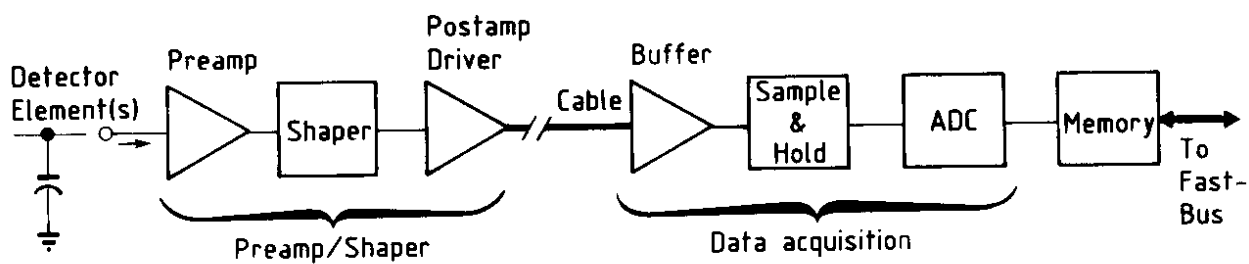 Detector
Element(s)
Preamp
Shaper
Postamp
Driver
Cable
Buffer
Sample
&
Hold
ADC
Memory
To
Fast-
Bus
Preamp/Shaper
Data acquisition